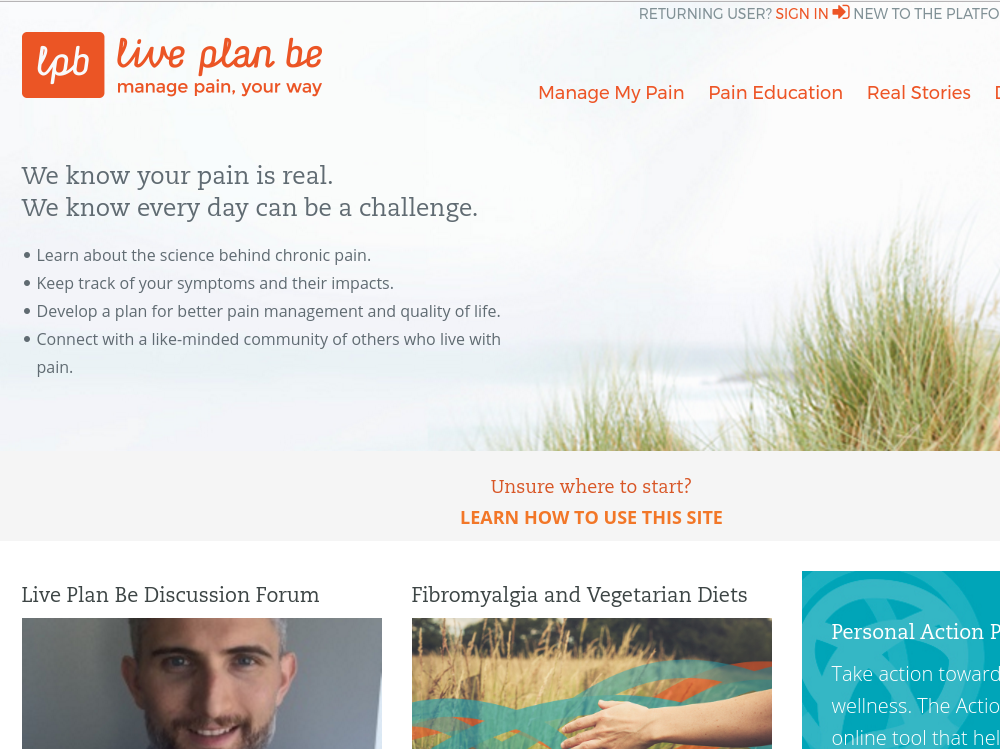 RETURNING USER? SIGN IN NEW TO THE PLATFO
lpb live plan be
manage pain, your way
Manage My Pain Pain Education Real Stories
We know your pain is real.
We know every day can be a challenge.
• Learn about the science behind chronic pain.
• Keep track of your symptoms and their impacts.
• Develop a plan for better pain management and quality of life.
• Connect with a like-minded community of others who live with
pain.
Unsure where to start?
LEARN HOW TO USE THIS SITE
Live Plan Be Discussion Forum
Fibromyalgia and Vegetarian Diets
Personal Action P
Take action toward
wellness. The Actio
online tool that hel